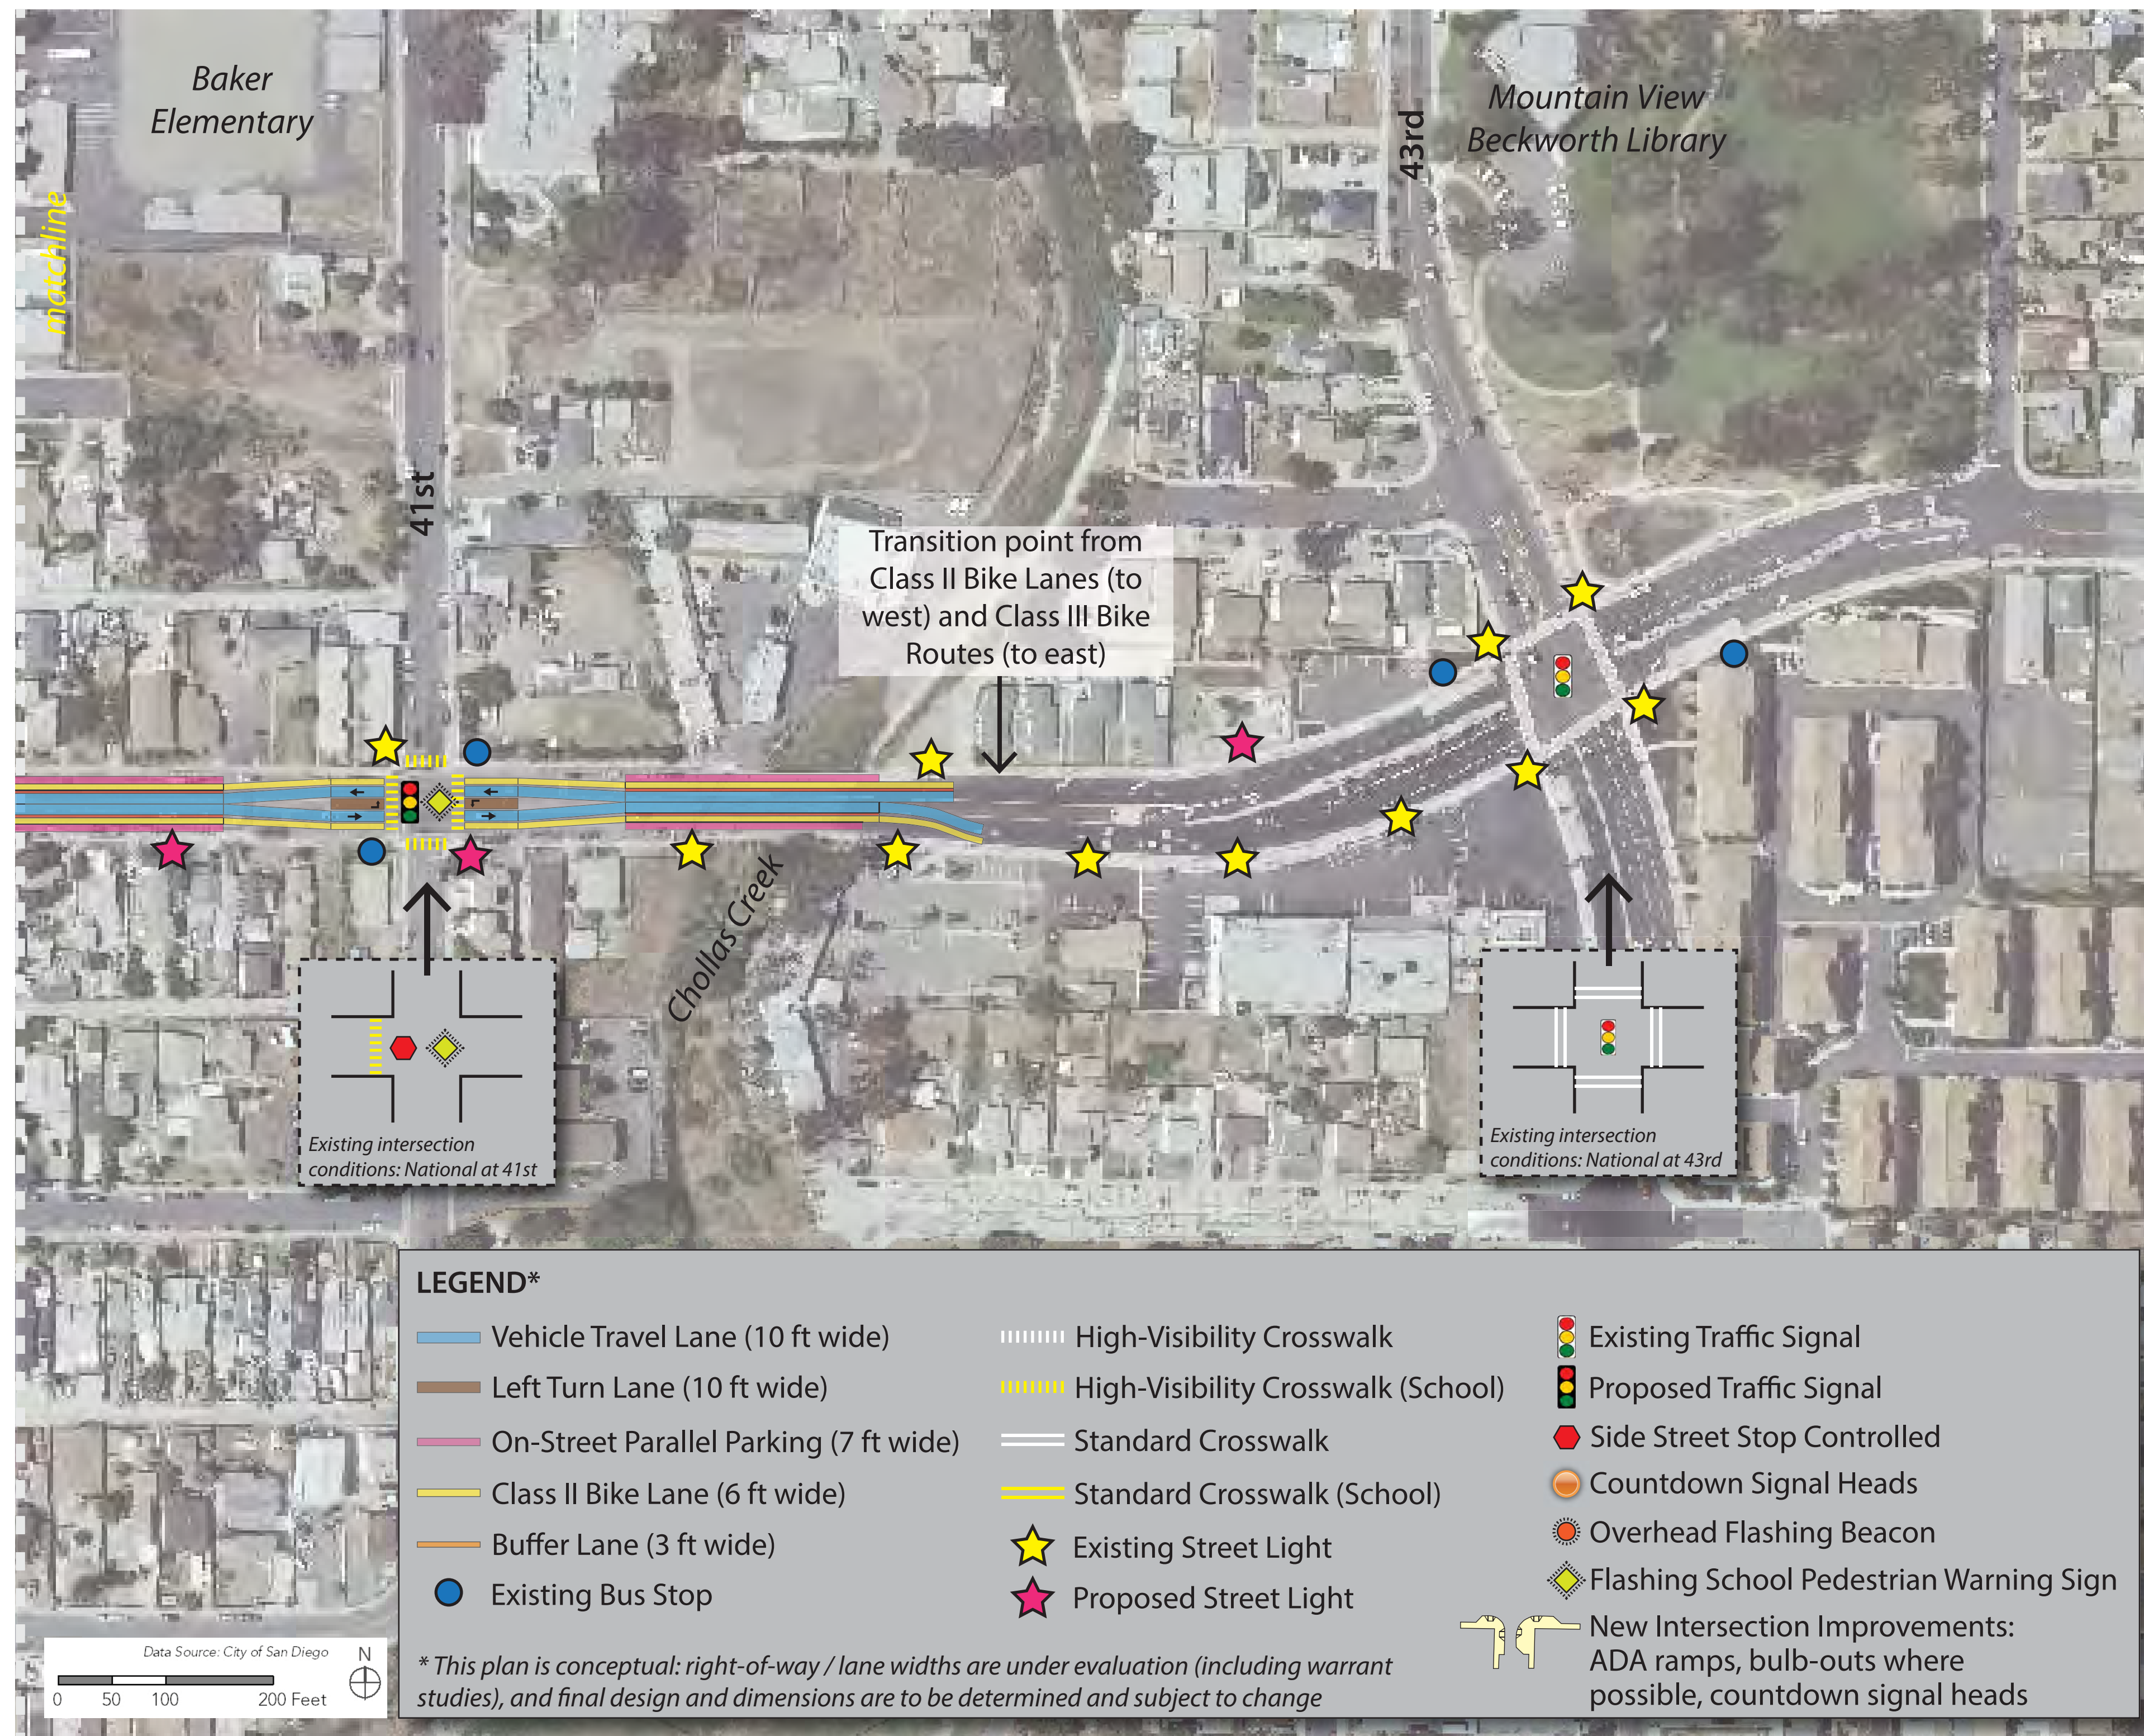 Baker
Elementary
matchline
41st
43rd
Mountain View
Beckworth Library
Transition point from
Class II Bike Lanes (to
west) and Class III Bike
Routes (to east)
Chollas Creek
Existing intersection
conditions: National at 41st
Existing intersection
conditions: National at 43rd
LEGEND*
Vehicle Travel Lane (10 ft wide)
Left Turn Lane (10 ft wide)
On-Street Parallel Parking (7 ft wide)
Class II Bike Lane (6 ft wide)
Buffer Lane (3 ft wide)
Existing Bus Stop
High-Visibility Crosswalk
High-Visibility Crosswalk (School)
Standard Crosswalk
Standard Crosswalk (School)
Existing Street Light
Proposed Street Light
Existing Traffic Signal
Proposed Traffic Signal
Side Street Stop Controlled
Countdown Signal Heads
Overhead Flashing Beacon
Flashing School Pedestrian Warning Sign
New Intersection Improvements:
ADA ramps, bulb-outs where
possible, countdown signal heads
* This plan is conceptual: right-of-way / lane widths are under evaluation (including warrant
studies), and final design and dimensions are to be determined and subject to change
Data Source: City of San Diego
N
0 50 100 200 Feet